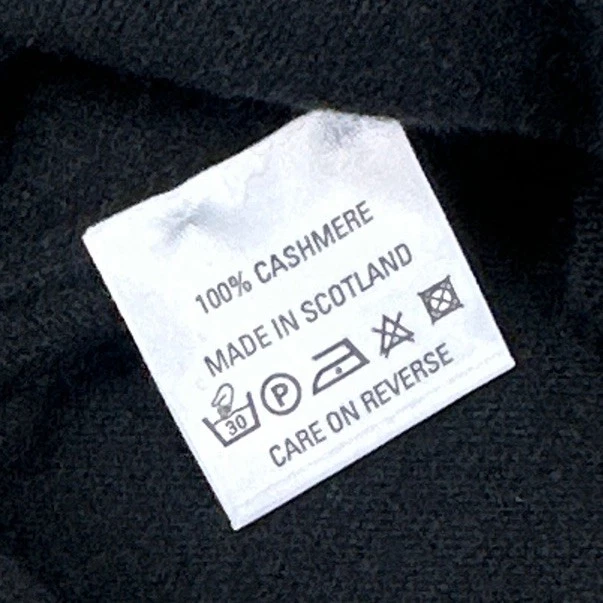 100% CASHMERE
MADE IN SCOTLAND
30 P
CARE ON REVERSE